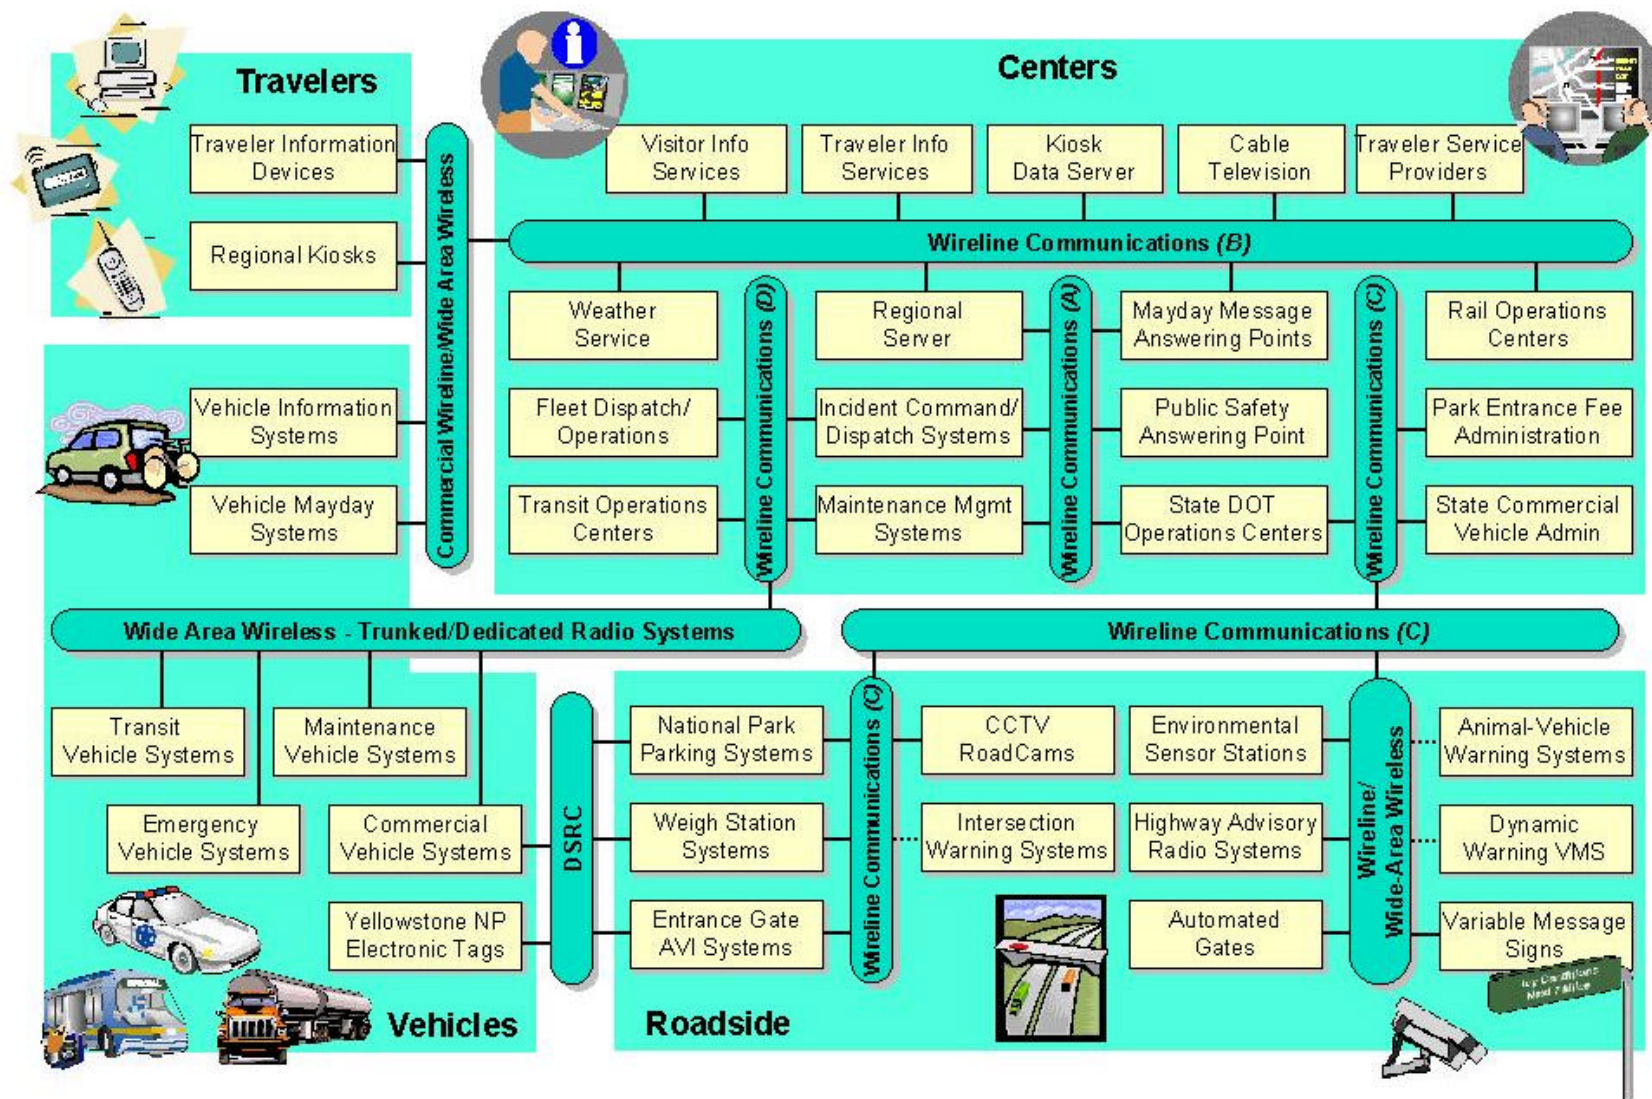 Travelers
Centers
Traveler Information
Devices
Regional Kiosks
Commercial Wireline/Wide Area Wireless
Visitor Info
Services
Traveler Info
Services
Kiosk
Data Server
Cable
Television
Traveler Service
Providers
Wireline Communications (B)
Weather
Service
Wireline Communications (D)
Regional
Server
Wireline Communications (A)
Mayday Message
Answering Points
Wireline Communications (C)
Rail Operations
Centers
Vehicle Information
Systems
Fleet Dispatch/
Operations
Incident Command/
Dispatch Systems
Public Safety
Answering Point
Park Entrance Fee
Administration
Vehicle Mayday
Systems
Transit Operations
Centers
Maintenance Mgmt
Systems
State DOT
Operations Centers
State Commercial
Vehicle Admin
Wide Area Wireless - Trunked/Dedicated Radio Systems
Wireline Communications (C)
Transit
Vehicle Systems
Maintenance
Vehicle Systems
Emergency
Vehicle Systems
Commercial
Vehicle Systems
Yellowstone NP
Electronic Tags
Vehicles
DSRC
National Park
Parking Systems
Weigh Station
Systems
Entrance Gate
AVI Systems
Wireline Communications (C)
CCTV
RoadCams
Intersection
Warning Systems
Environmental
Sensor Stations
Highway Advisory
Radio Systems
Automated
Gates
Wireline/
Wide-Area Wireless
Animal-Vehicle
Warning Systems
Dynamic
Warning VMS
Variable Message
Signs
Roadside
Icy Conditions
Next 7 Miles